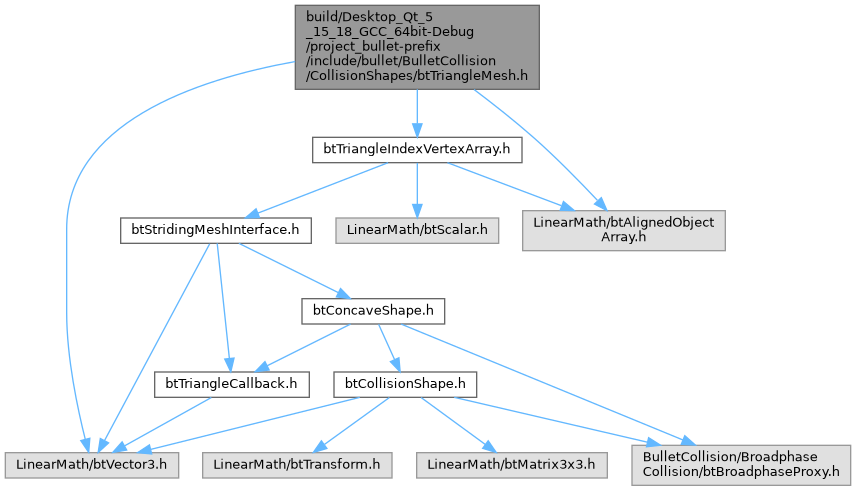 build/Desktop_Qt_5
_15_18_GCC_64bit-Debug
/project_bullet-prefix
/include/bullet/BulletCollision
/CollisionShapes/btTriangleMesh.h
btTriangleIndexVertexArray.h
btStridingMeshInterface.h
LinearMath/btScalar.h
LinearMath/btAlignedObject
Array.h
btConcaveShape.h
btTriangleCallback.h
btCollisionShape.h
LinearMath/btVector3.h
LinearMath/btTransform.h
LinearMath/btMatrix3x3.h
BulletCollision/Broadphase
Collision/btBroadphaseProxy.h